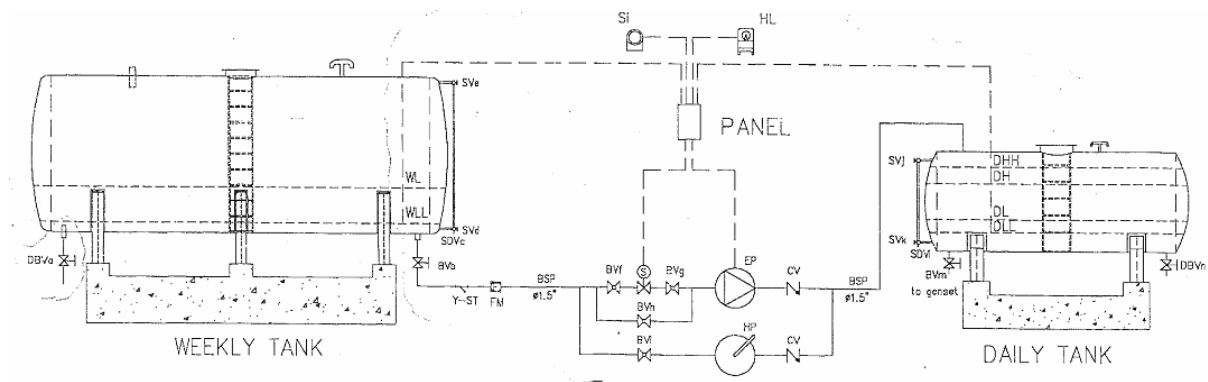 Si
HL
SVe
PANEL
SVj
DHH
DH
WL
WLL
DL
DLL
SVd
SDVc
SVk
SDVl
DBVa
BVb
BVf
S
BVg
EP
CV
BSP
ø1.5"
BSP
ø1.5"
BVm
to genset
DBVn
Y-ST
FM
BVh
HP
BVi
CV
WEEKLY TANK
DAILY TANK